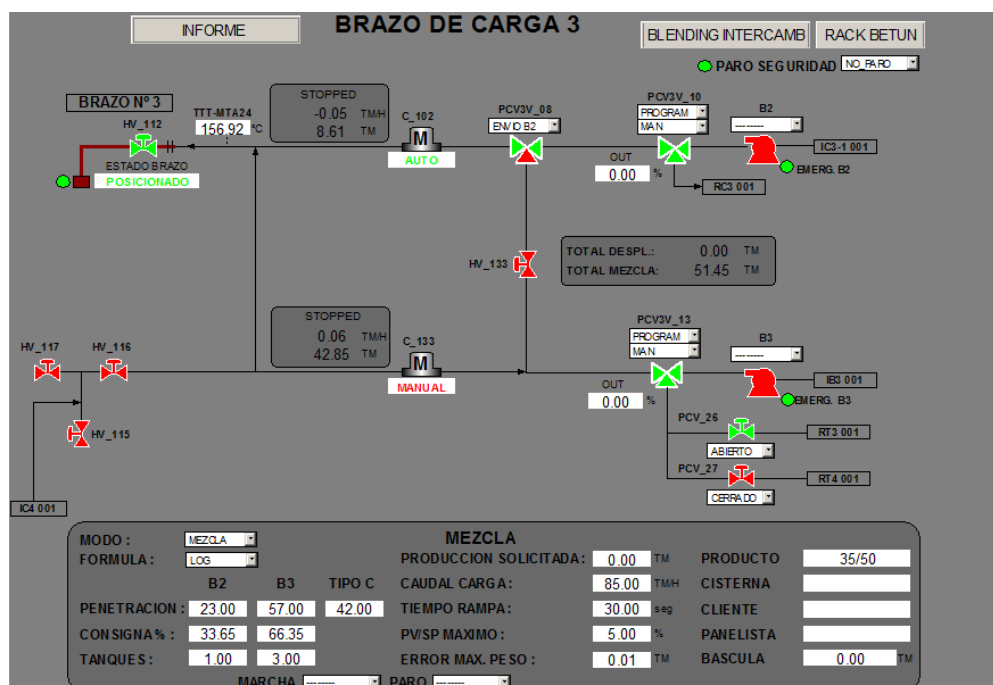 INFORME
BRAZO DE CARGA 3
BLENDING INTERCAMB
RACK BETUN
PARO SEGURIDAD NO_PARO
BRAZO Nº 3
HV_112
TTT-MTA24
156.92 ºC
STOPPED
-0.05 TM/H
8.61 TM
C_102
M
AUTO
PCV3V_08
ENVIO B2
PCV3V_10
PROGRAM
MAN
B2
--------
IC3-1 001
EMERG. B2
OUT
0.00 %
RC3 001
ESTADO BRAZO
POSICIONADO
HV_133
TOTAL DESPL.: 0.00 TM
TOTAL MEZCLA: 51.45 TM
STOPPED
0.06 TM/H
42.85 TM
C_133
M
MANUAL
PCV3V_13
PROGRAM
MAN
B3
--------
IB3 001
EMERG. B3
OUT
0.00 %
HV_117
HV_116
HV_115
IC4 001
PCV_26
ABIERTO
RT3 001
PCV_27
CERRADO
RT4 001
MEZCLA
MODO : MEZCLA
FORMULA : LOG
B2 B3 TIPO C
PENETRACION : 23.00 57.00 42.00
CONSIGNA% : 33.65 66.35
TANQUES : 1.00 3.00
PRODUCCION SOLICITADA: 0.00 TM
CAUDAL CARGA: 85.00 TM/H
TIEMPO RAMPA: 30.00 seg
PV/SP MAXIMO : 5.00 %
ERROR MAX. PESO : 0.01 TM
PRODUCTO 35/50
CISTERNA
CLIENTE
PANELISTA
BASCULA 0.00 TM
MARCHA -------- PARO --------